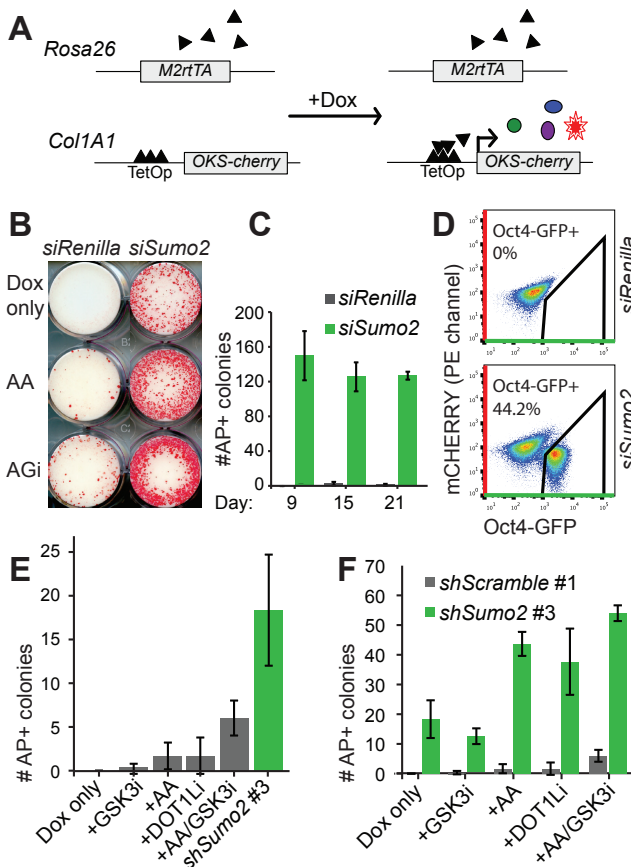 A
Rosa26
M2rtTA
M2rtTA
+Dox
Col1A1
TetOp
OKS-cherry
TetOp
OKS-cherry
B
siRenilla siSumo2
Dox only
AA
AGi
C
siRenilla
siSumo2
#AP+ colonies
200
160
120
80
40
0
Day: 9 15 21
D
Oct4-GFP+
0%
siRenilla
Oct4-GFP+
44.2%
siSumo2
mCHERRY (PE channel)
Oct4-GFP
E
# AP+ colonies
25
20
15
10
5
0
Dox only
+GSK3i
+AA
+DOT1Li
+AA/GSK3i
shSumo2 #3
F
shScramble #1
shSumo2 #3
# AP+ colonies
70
60
50
40
30
20
10
0
Dox only
+GSK3i
+AA
+DOT1Li
+AA/GSK3i